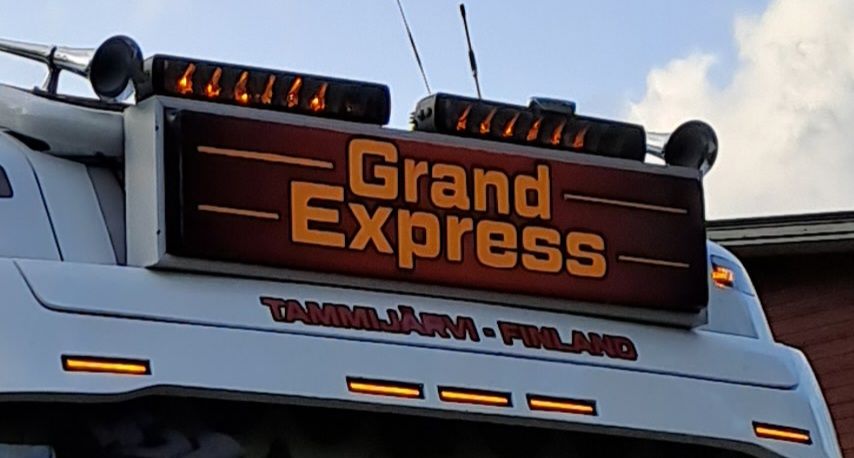 Grand
Express
TAMMIJÄRVI - FINLAND